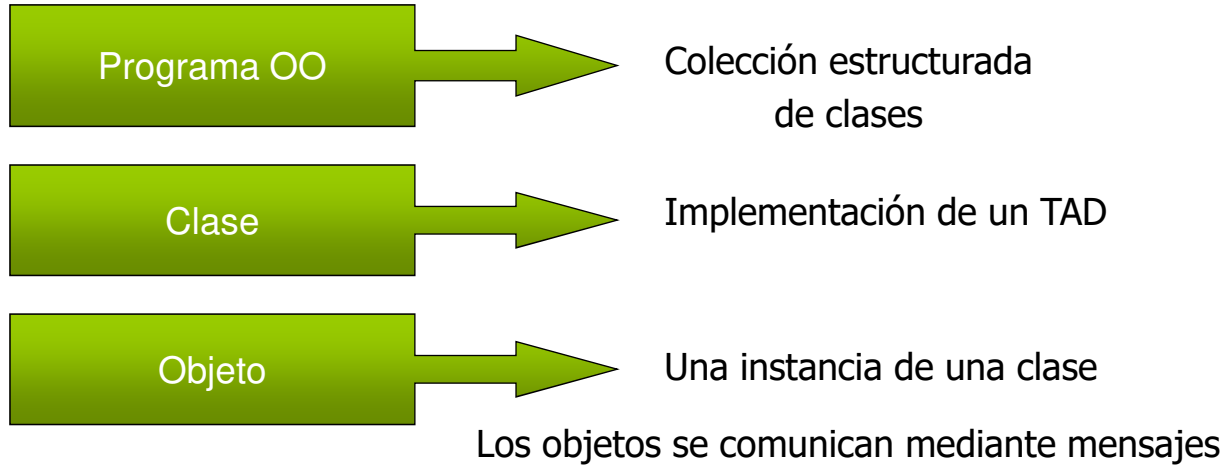 Programa OO
Colección estructurada
de clases
Clase
Implementación de un TAD
Objeto
Una instancia de una clase
Los objetos se comunican mediante mensajes